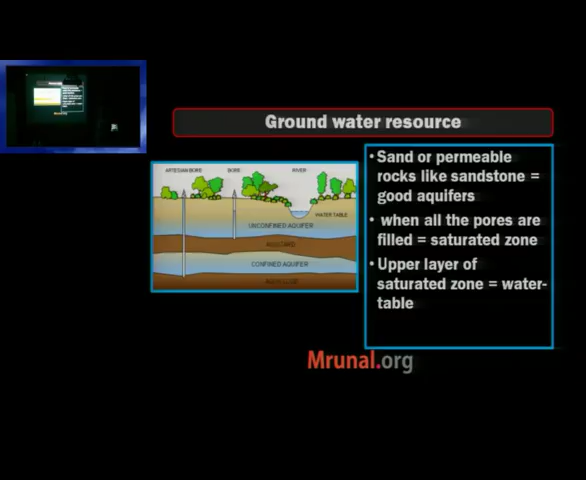 Ground water resource
ARTESIAN BORE BORE RIVER
WATER TABLE
UNCONFINED AQUIFER
AQUITARD
CONFINED AQUIFER
• Sand or permeable
rocks like sandstone =
good aquifers
• when all the pores are
filled = saturated zone
• Upper layer of
saturated zone = water-
table
Mrunal.org